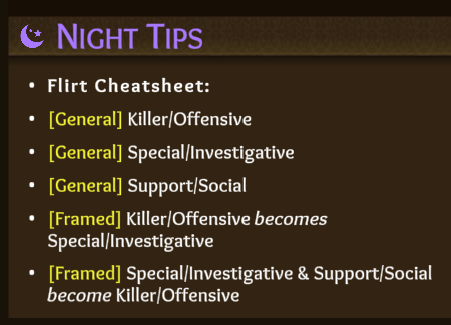 Night Tips
• Flirt Cheatsheet:
• [General] Killer/Offensive
• [General] Special/Investigative
• [General] Support/Social
• [Framed] Killer/Offensive becomes
Special/Investigative
• [Framed] Special/Investigative & Support/Social
become Killer/Offensive